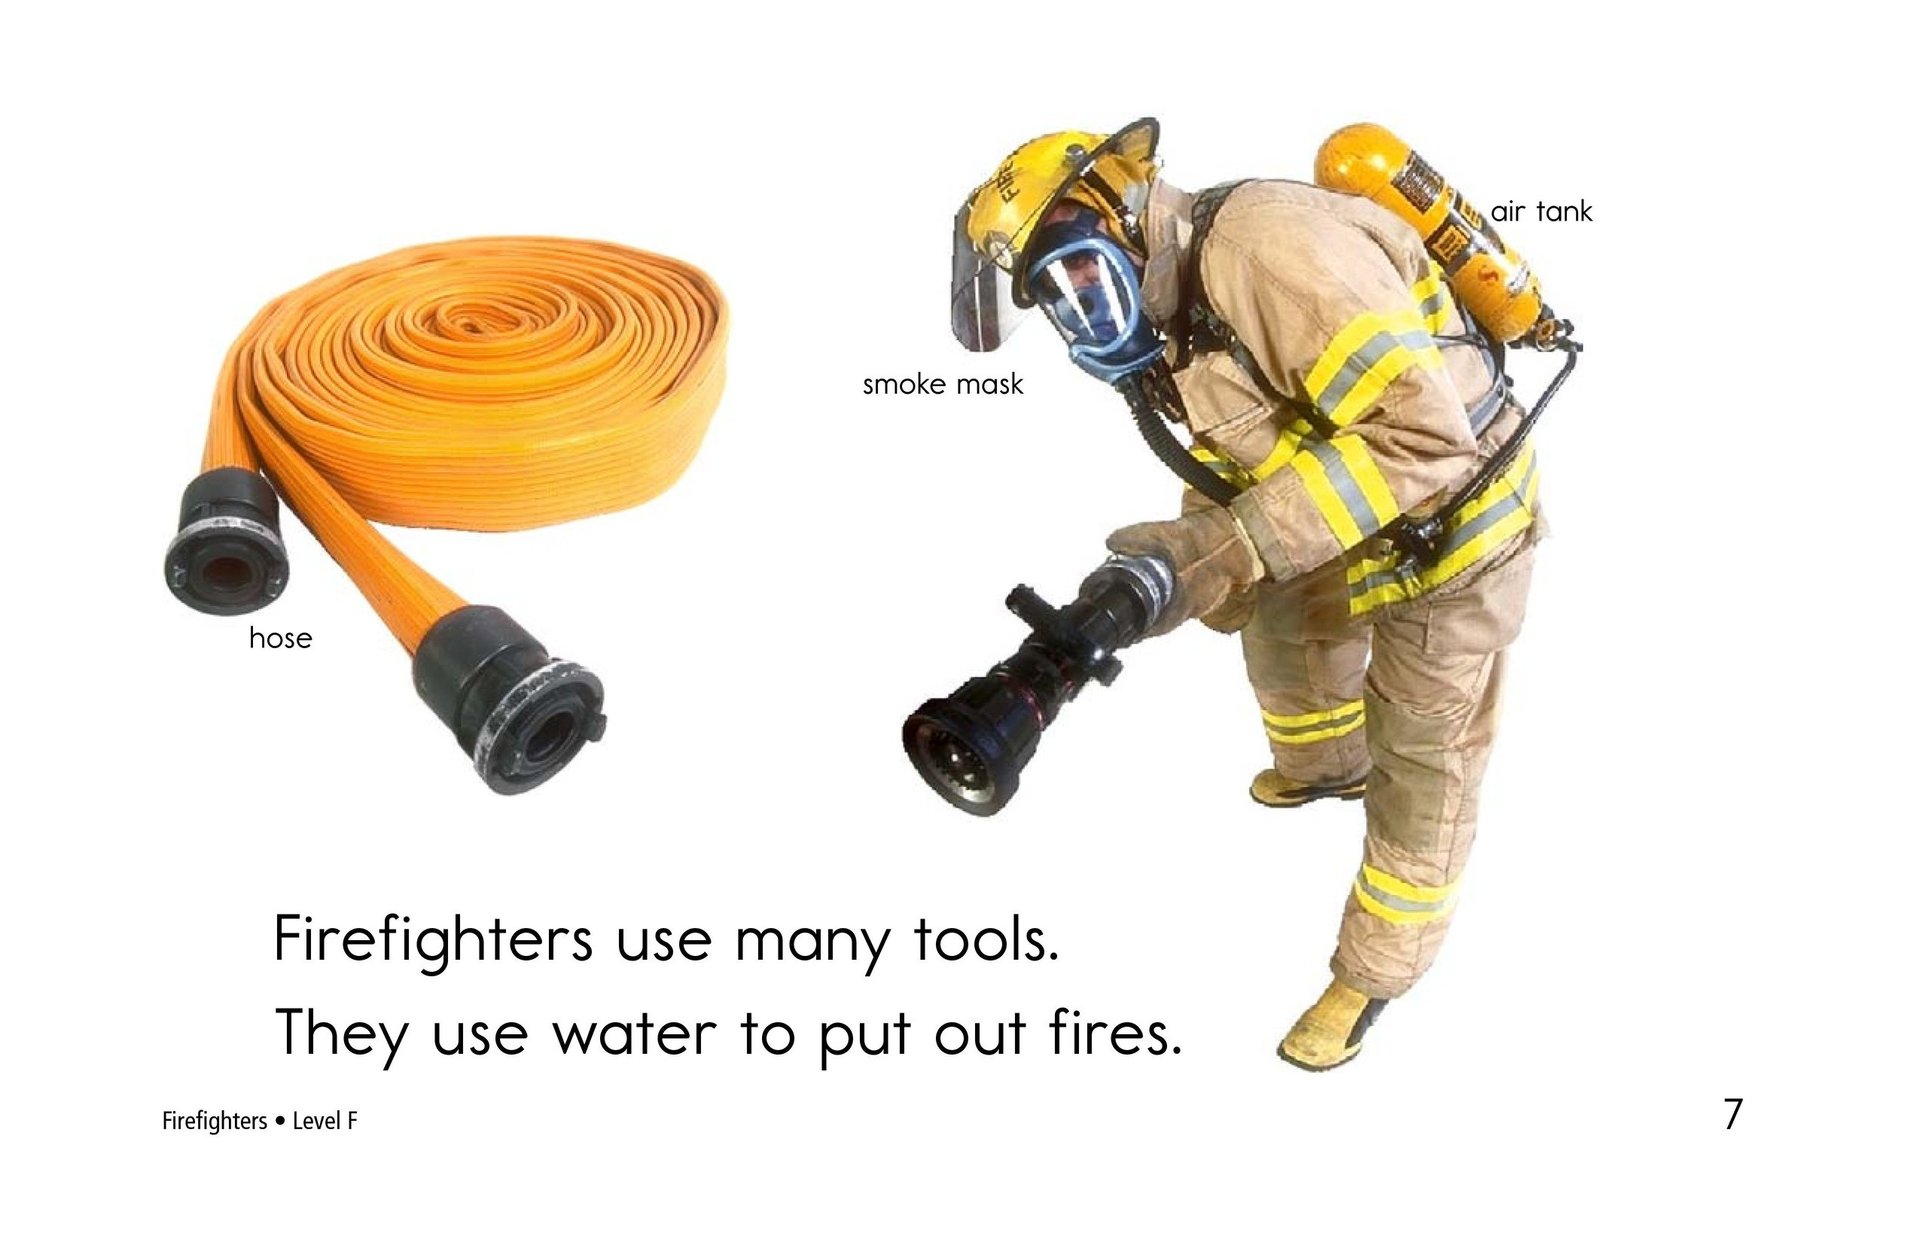 FIRE
air tank
smoke mask
hose
Firefighters use many tools.
They use water to put out fires.
Firefighters • Level F
7